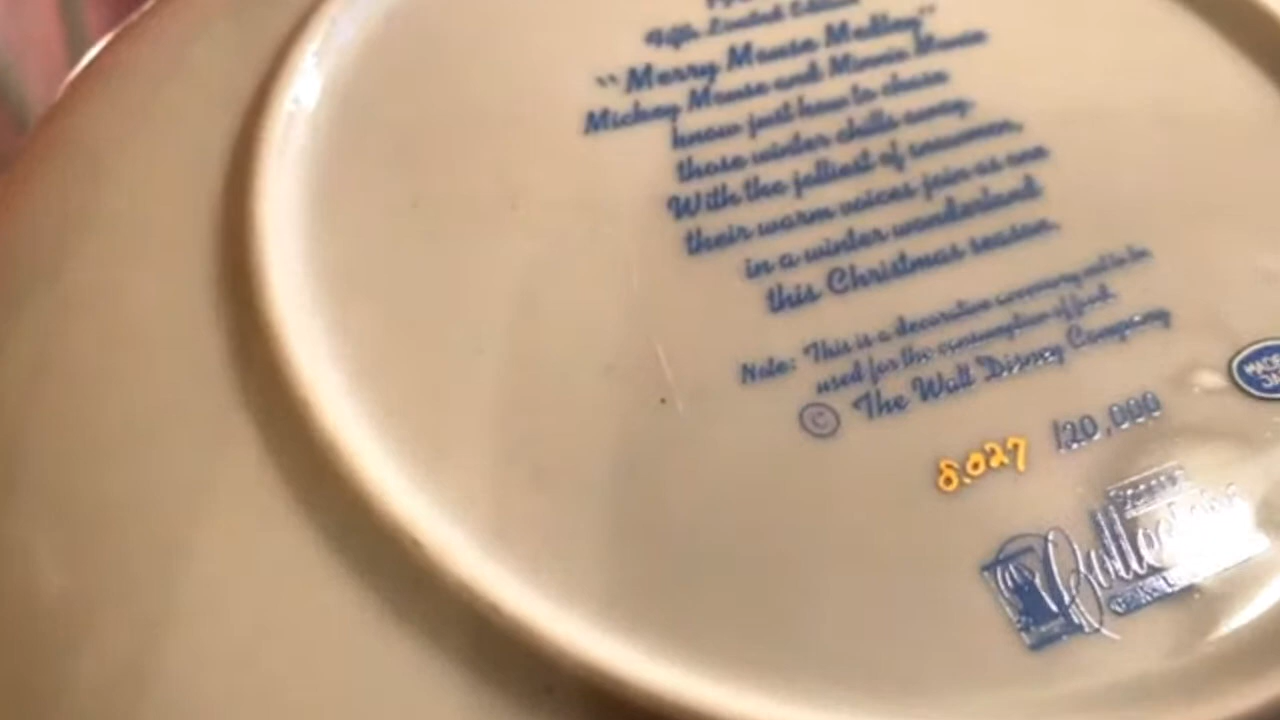 Fifth Limited Edition
"Merry Mouse Medley"
Mickey Mouse and Minnie Mouse
know just how to chase
those winter chills away.
With the jolliest of snowmen,
their warm voices join as one
in a winter wonderland
this Christmas season.
Note: This is a decorative accessory not to be
used for the consumption of food.
© The Walt Disney Company
8.027 /20,000
MADE